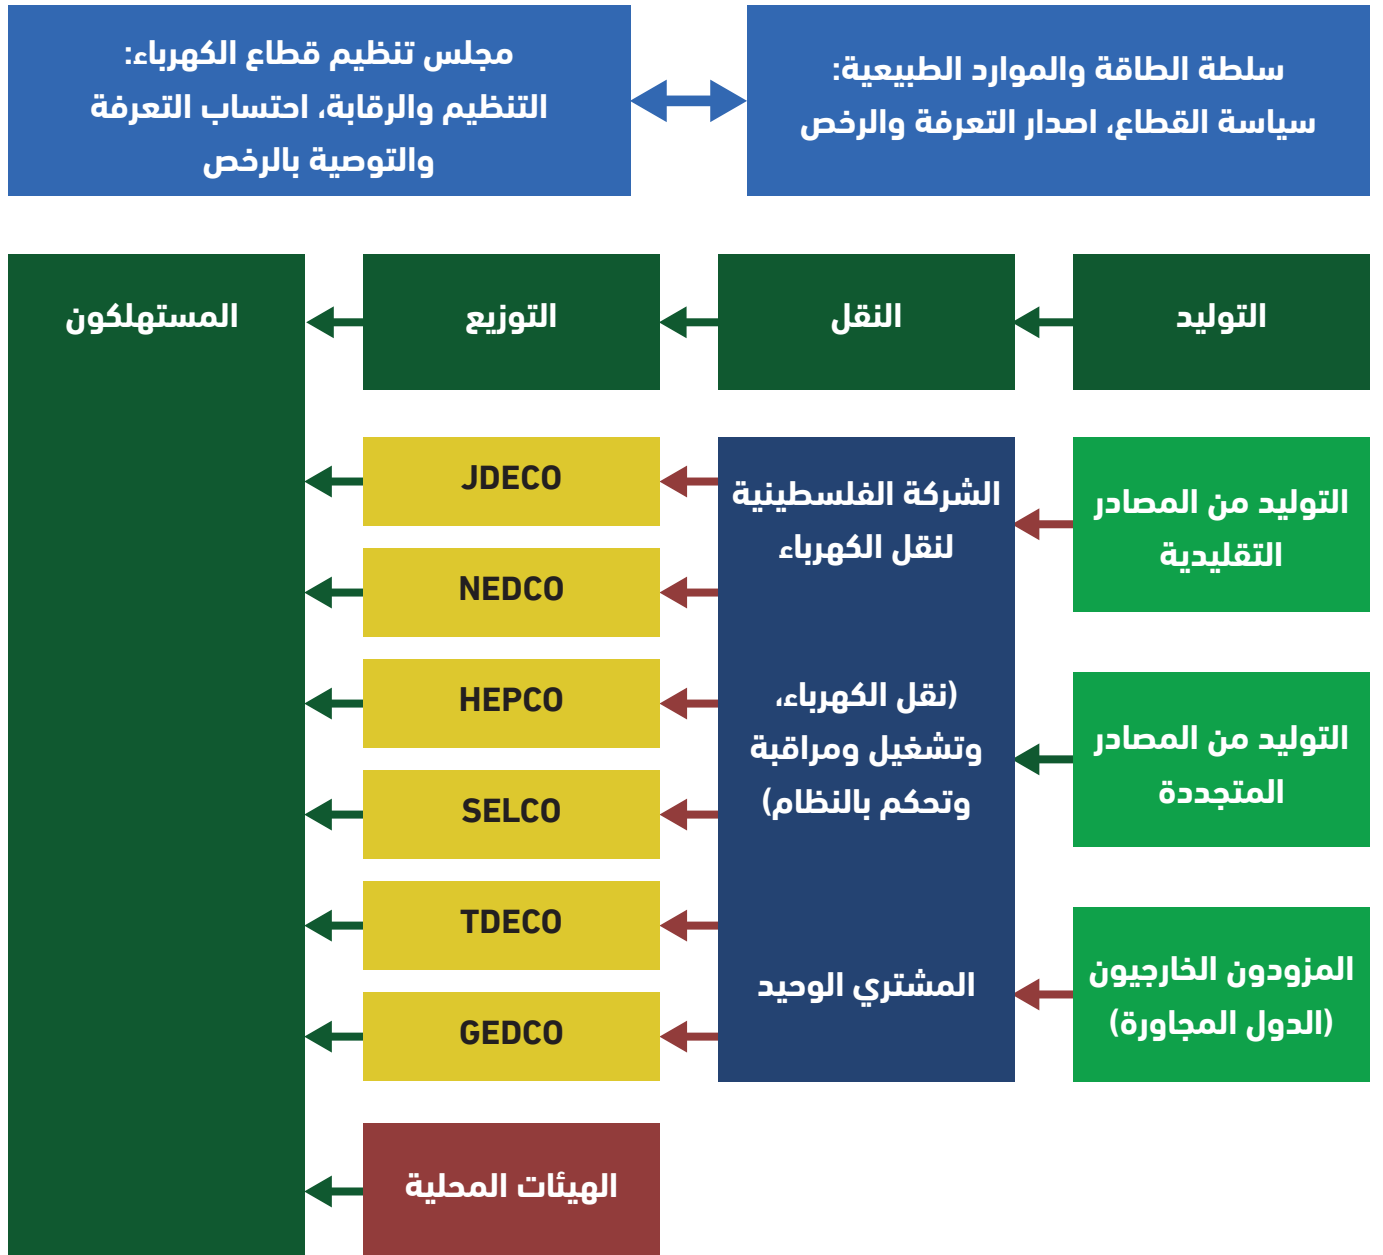 سلطة الطاقة والموارد الطبيعية:
سياسة القطاع، اصدار التعرفة والرخص
مجلس تنظيم قطاع الكهرباء:
التنظيم والرقابة، احتساب التعرفة
والتوصية بالرخص
التوليد
النقل
التوزيع
المستهلكون
التوليد من المصادر
التقليدية
التوليد من المصادر
المتجددة
المزودون الخارجيون
(الدول المجاورة)
الشركة الفلسطينية
لنقل الكهرباء
(نقل الكهرباء،
وتشغيل ومراقبة
وتحكم بالنظام)
المشتري الوحيد
JDECO
NEDCO
HEPCO
SELCO
TDECO
GEDCO
الهيئات المحلية